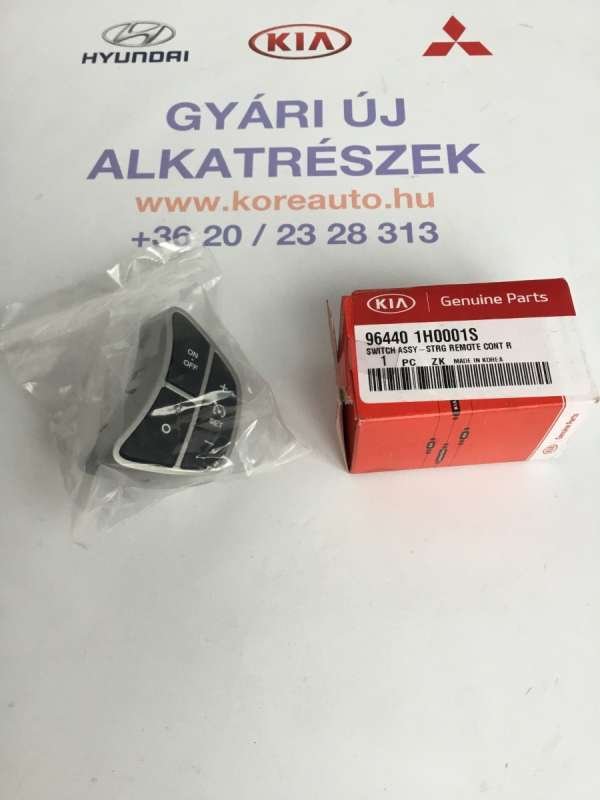 HYUNDAI
KIA
GYÁRI ÚJ
ALKATRÉSZEK
www.koreauto.hu
+36 20 / 23 28 313
KIA Genuine Parts
96440 1H0001S
SWITCH ASSY-STRG REMOTE CONT R
1 PC ZK MADE IN KOREA
ON
OFF
O
+
SET
–